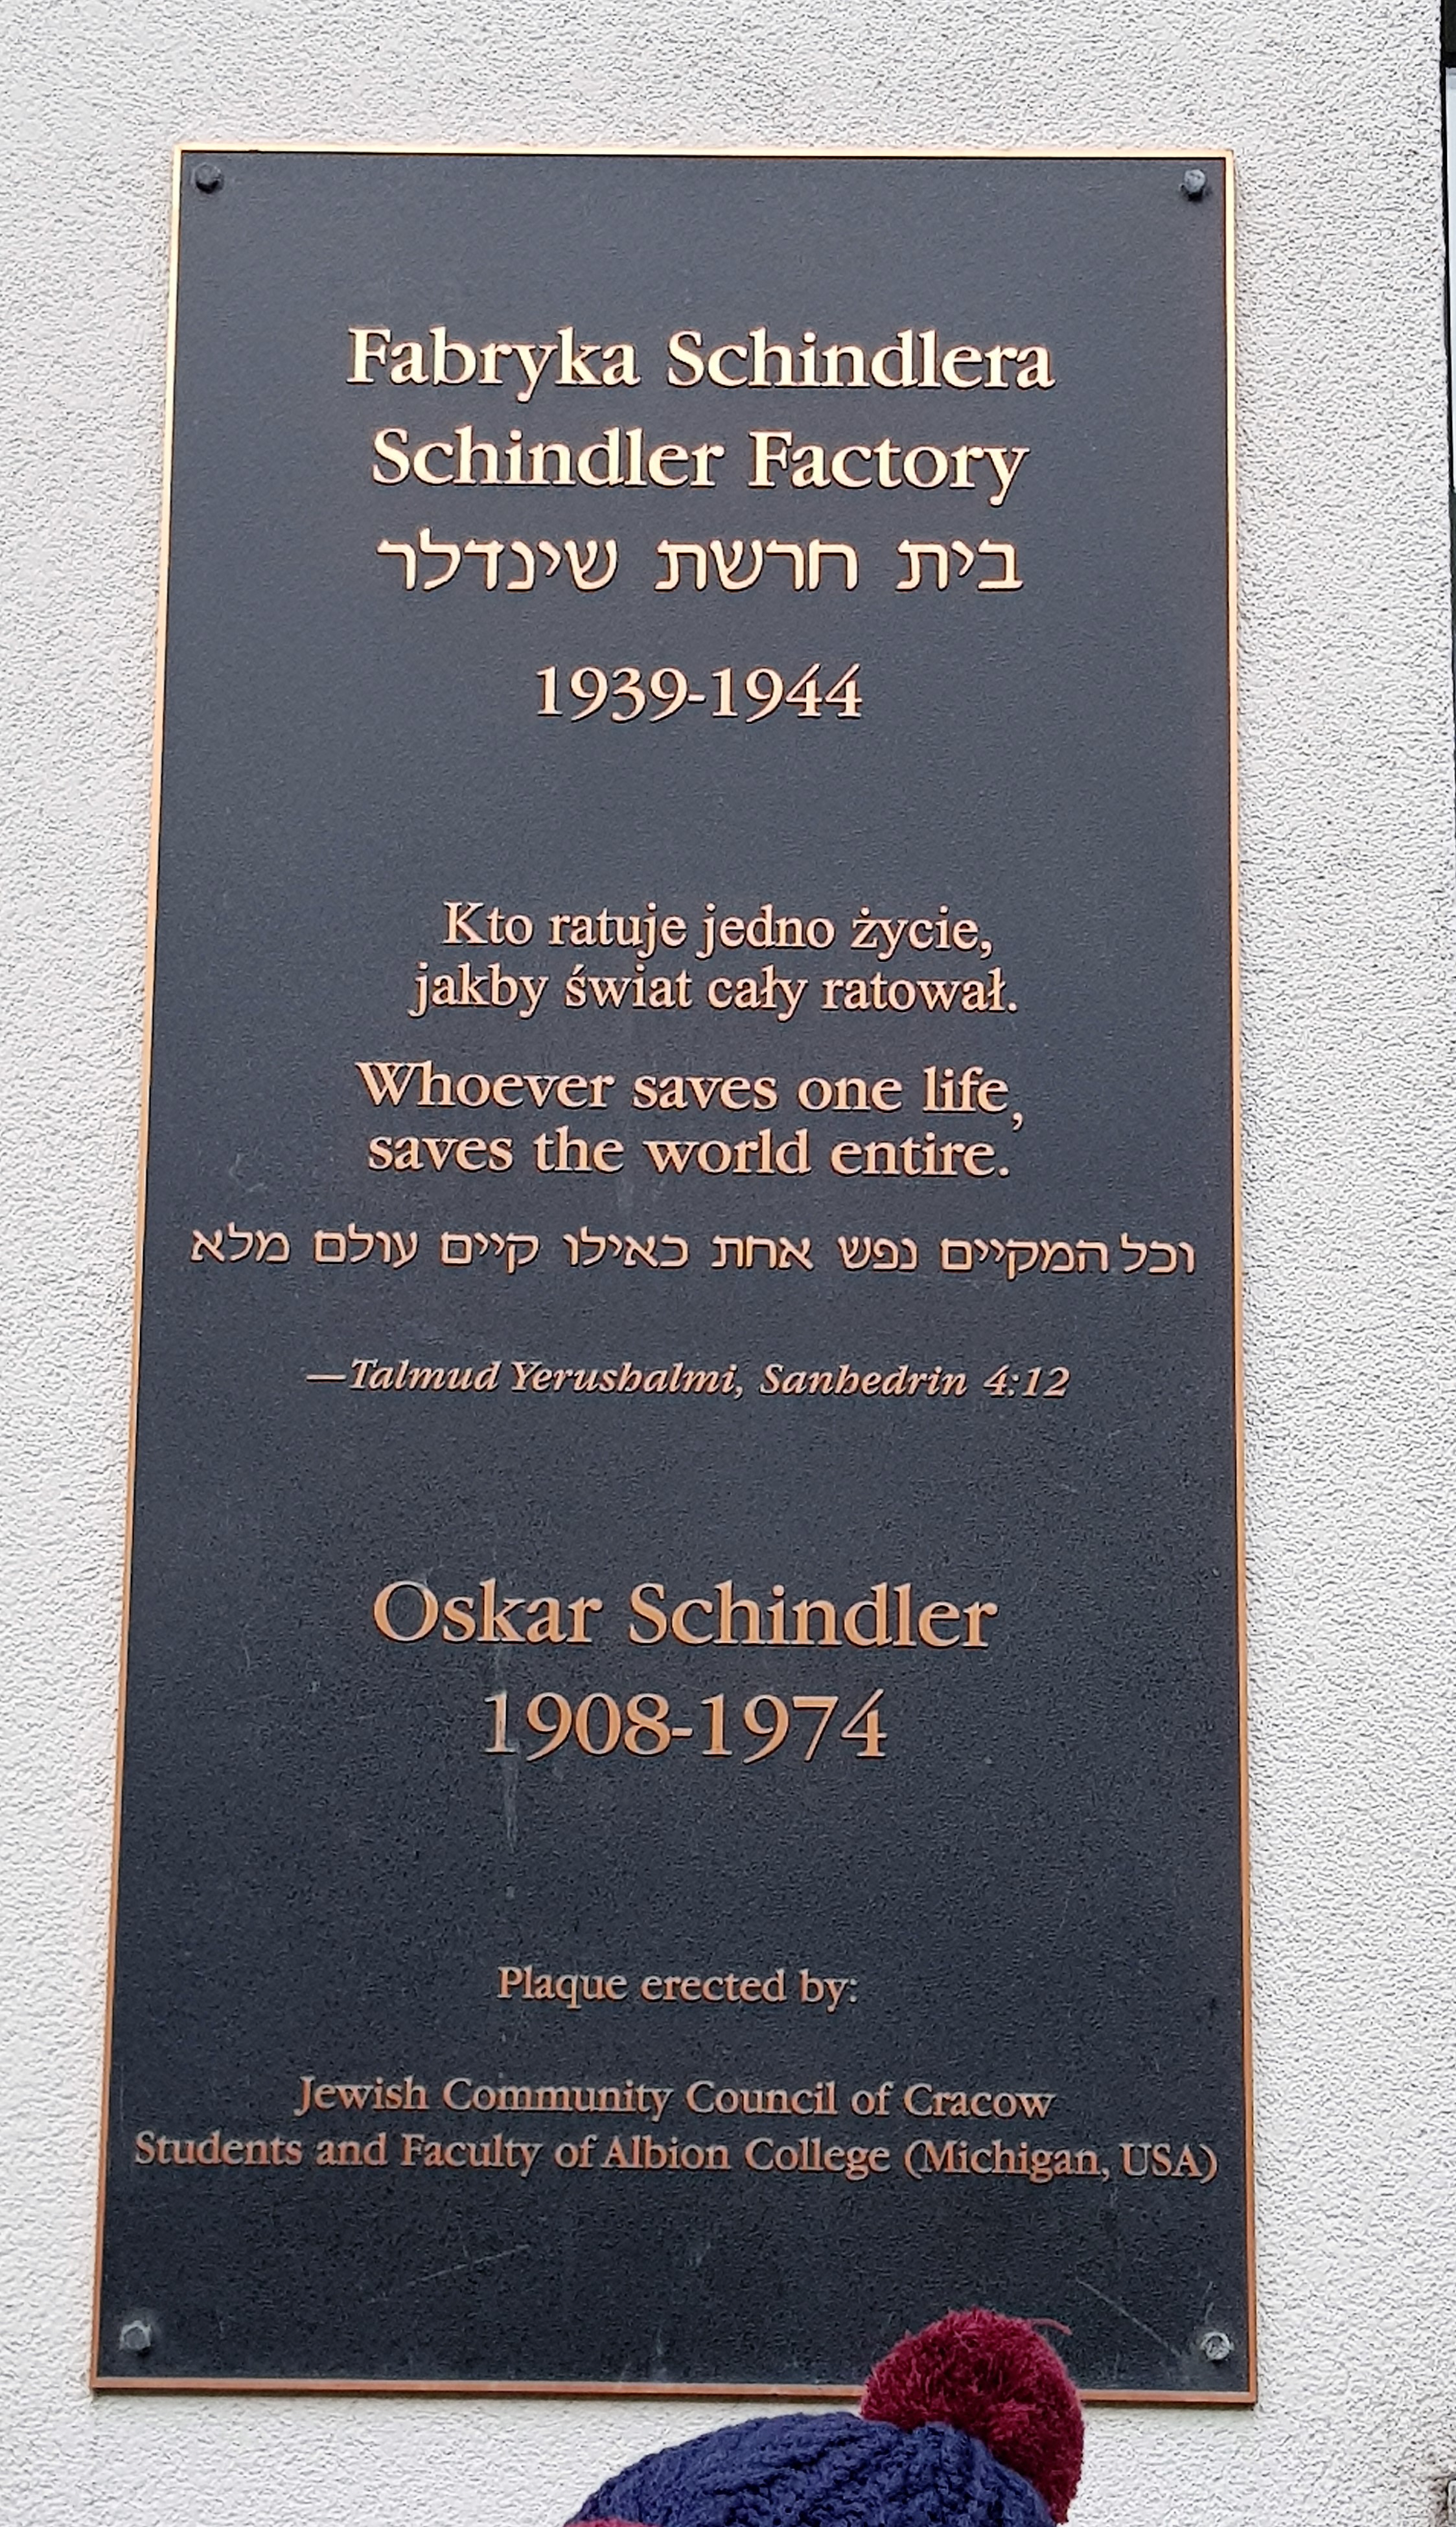 Fabryka Schindlera
Schindler Factory
בית חרשת שינדלר
1939-1944
Kto ratuje jedno życie,
jakby świat cały ratował.
Whoever saves one life,
saves the world entire.
וכל המקיים נפש אחת כאילו קיים עולם מלא
—Talmud Yerushalmi, Sanhedrin 4:12
Oskar Schindler
1908-1974
Plaque erected by:
Jewish Community Council of Cracow
Students and Faculty of Albion College (Michigan, USA)